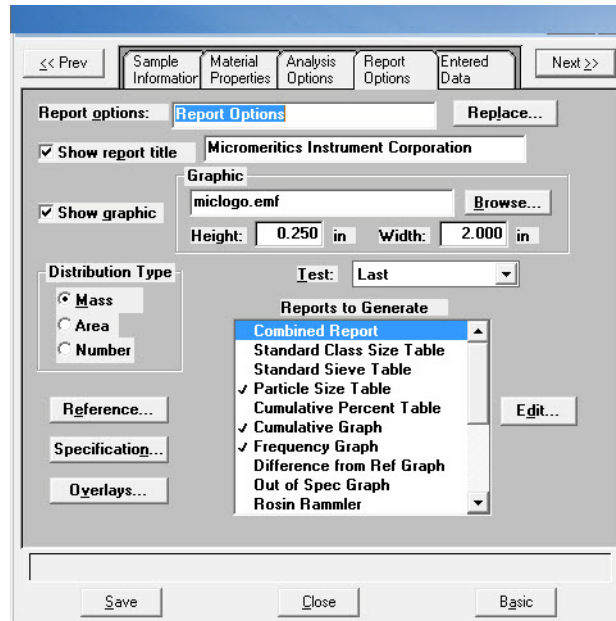 << Prev
Sample Information
Material Properties
Analysis Options
Report Options
Entered Data
Next >>
Report options: Report Options Replace...
Show report title Micromeritics Instrument Corporation
Graphic
Show graphic miclogo.emf Browse...
Height: 0.250 in Width: 2.000 in
Distribution Type
Mass
Area
Number
Test: Last
Reports to Generate
Combined Report
Standard Class Size Table
Standard Sieve Table
✓ Particle Size Table
Cumulative Percent Table
✓ Cumulative Graph
✓ Frequency Graph
Difference from Ref Graph
Out of Spec Graph
Rosin Rammler
Edit...
Reference...
Specification...
Overlays...
Save Close Basic